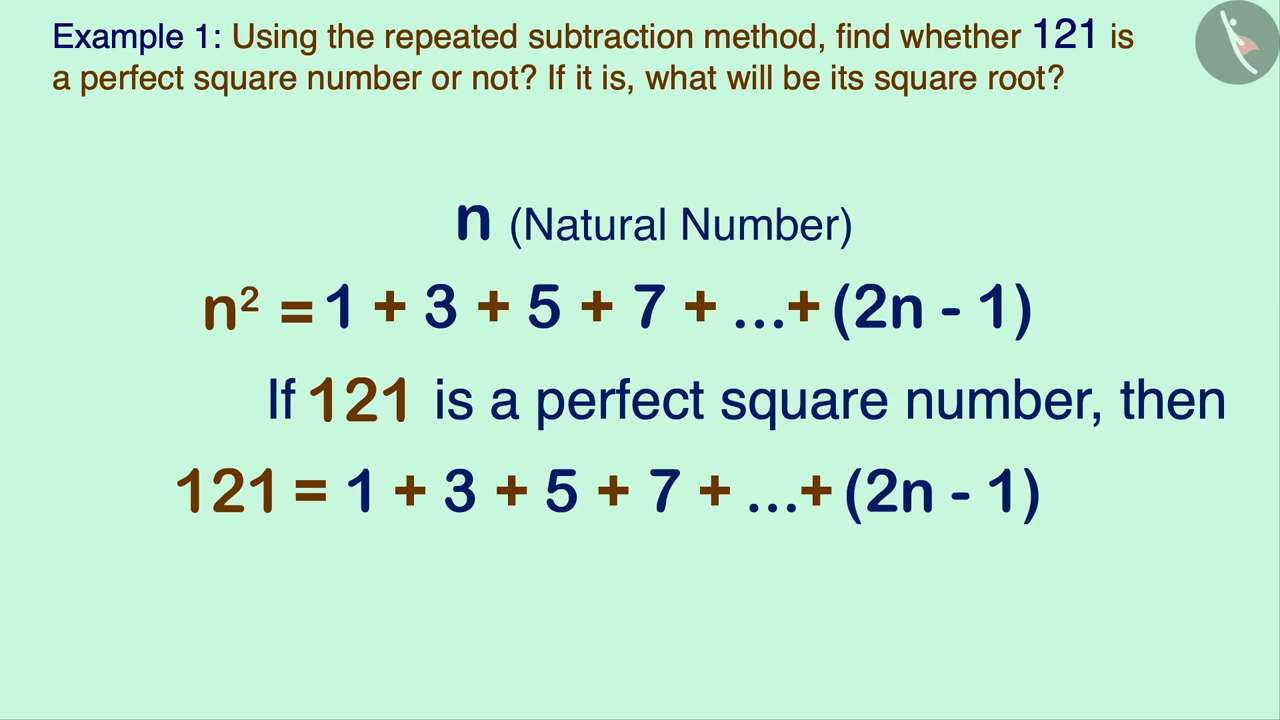 Example 1: Using the repeated subtraction method, find whether 121 is
a perfect square number or not? If it is, what will be its square root?
n (Natural Number)
n² = 1 + 3 + 5 + 7 + ...+ (2n - 1)
If 121 is a perfect square number, then
121 = 1 + 3 + 5 + 7 + ...+ (2n - 1)